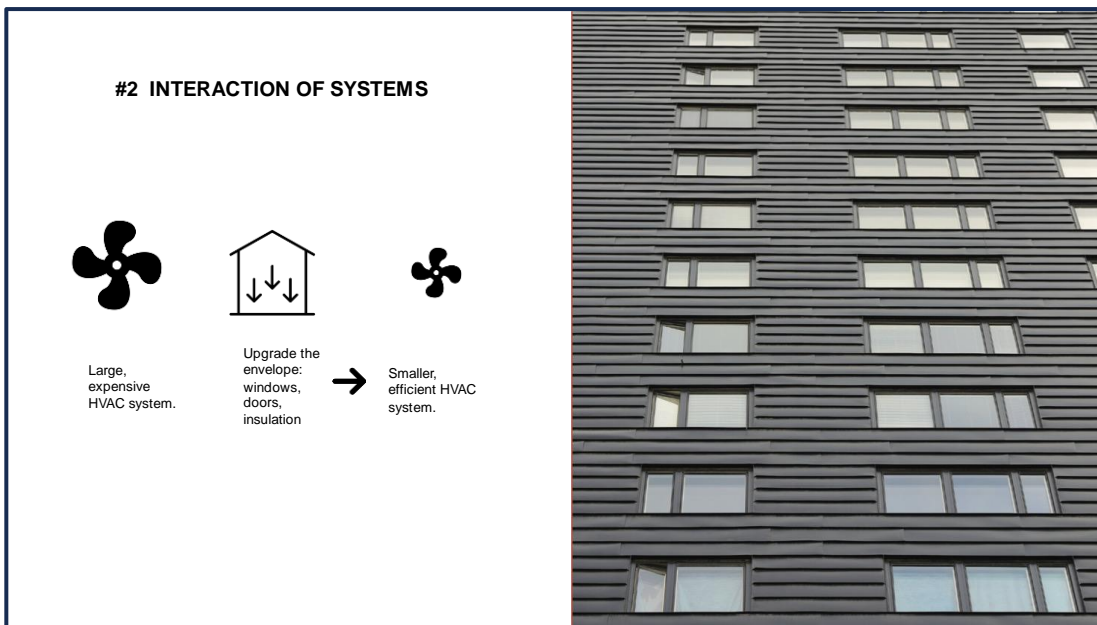 #2 INTERACTION OF SYSTEMS
Large,
expensive
HVAC system.
Upgrade the
envelope:
windows,
doors,
insulation
Smaller,
efficient HVAC
system.